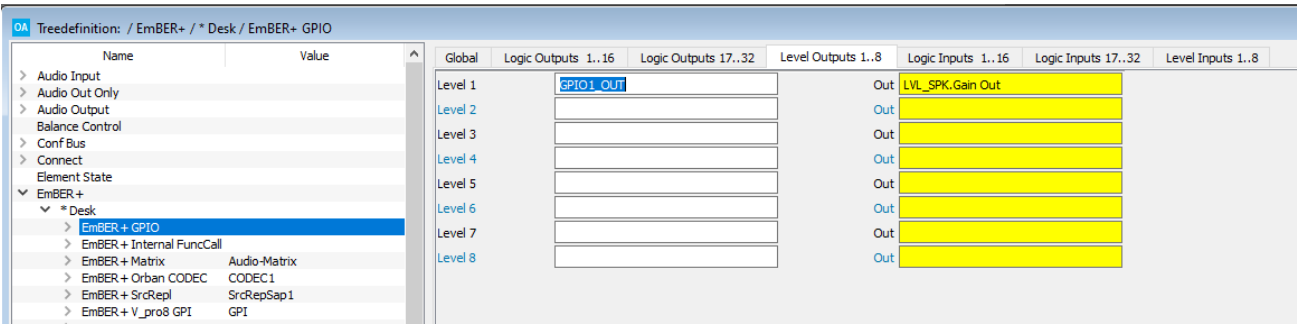 OA Treedefinition: / EmBER+ / * Desk / EmBER+ GPIO
Name Value
Global Logic Outputs 1..16 Logic Outputs 17..32 Level Outputs 1..8 Logic Inputs 1..16 Logic Inputs 17..32 Level Inputs 1..8
Audio Input
Audio Out Only
Audio Output
Balance Control
Conf Bus
Connect
Element State
EmBER+
* Desk
EmBER+ GPIO
EmBER+ Internal FuncCall
EmBER+ Matrix Audio-Matrix
EmBER+ Orban CODEC CODEC1
EmBER+ SrcRepl SrcRepSap1
EmBER+ V_pro8 GPI GPI
Level 1 GPIO1_OUT Out LVL_SPK.Gain Out
Level 2 Out
Level 3 Out
Level 4 Out
Level 5 Out
Level 6 Out
Level 7 Out
Level 8 Out